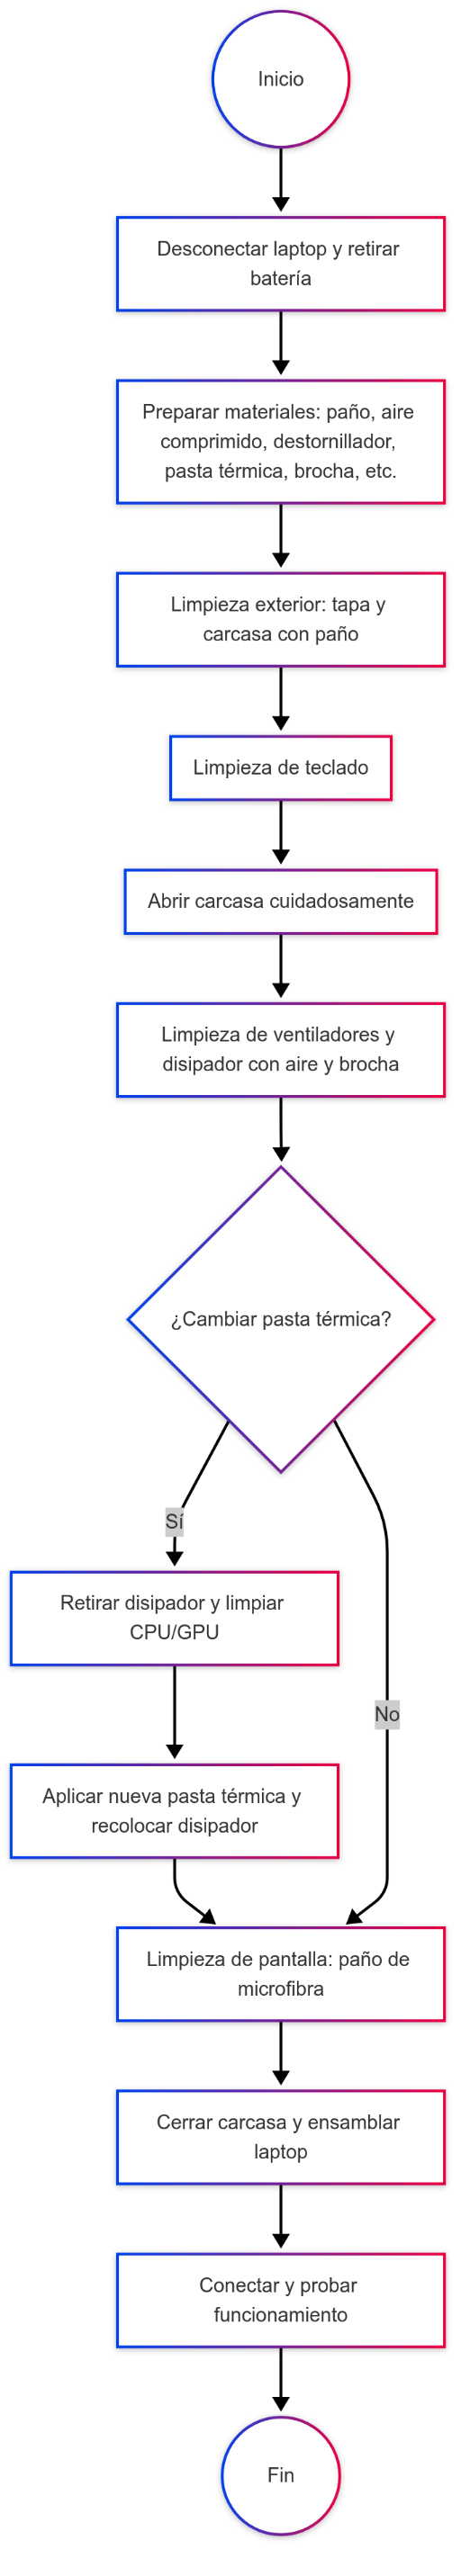 Inicio
Desconectar laptop y retirar
batería
Preparar materiales: paño, aire
comprimido, destornillador,
pasta térmica, brocha, etc.
Limpieza exterior: tapa y
carcasa con paño
Limpieza de teclado
Abrir carcasa cuidadosamente
Limpieza de ventiladores y
disipador con aire y brocha
¿Cambiar pasta térmica?
Sí
Retirar disipador y limpiar
CPU/GPU
No
Aplicar nueva pasta térmica y
recolocar disipador
Limpieza de pantalla: paño de
microfibra
Cerrar carcasa y ensamblar
laptop
Conectar y probar
funcionamiento
Fin